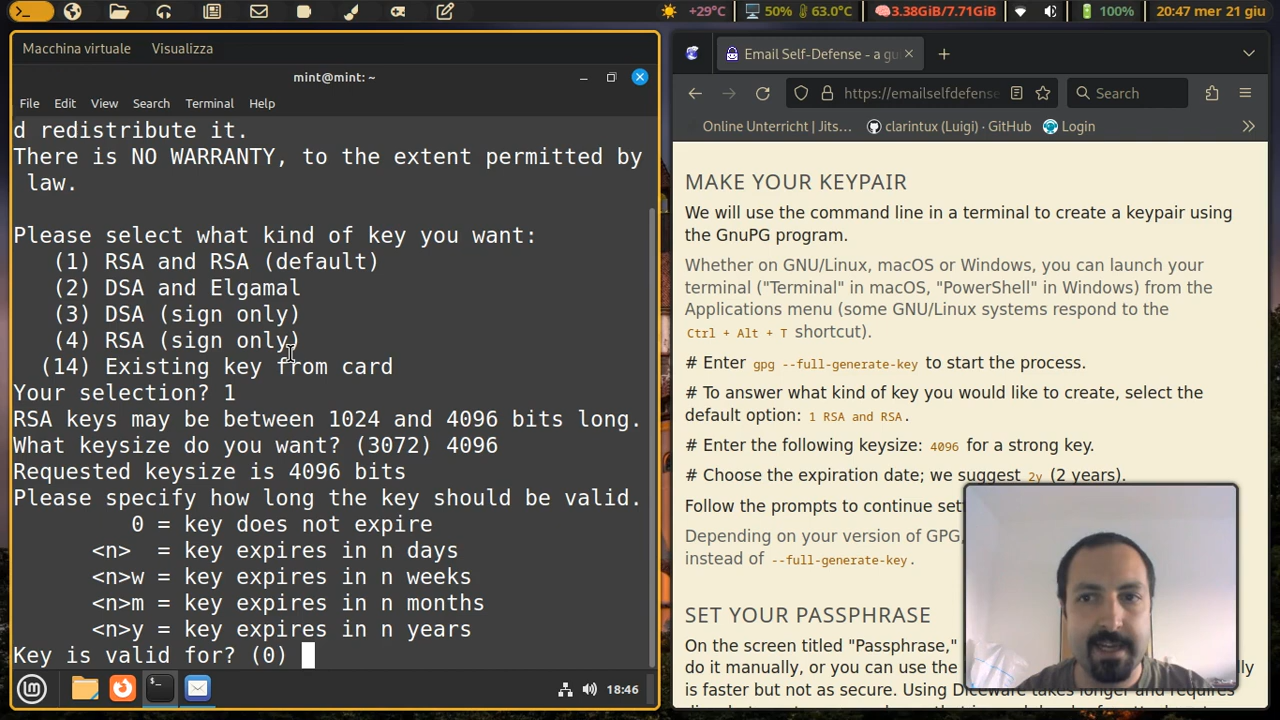 +29°C 50% 63.0°C 3.38GiB/7.71GiB 100% 20:47 mer 21 giu
Macchina virtuale Visualizza
mint@mint: ~
File Edit View Search Terminal Help
d redistribute it.
There is NO WARRANTY, to the extent permitted by
law.
Please select what kind of key you want:
(1) RSA and RSA (default)
(2) DSA and Elgamal
(3) DSA (sign only)
(4) RSA (sign only)
(14) Existing key from card
Your selection? 1
RSA keys may be between 1024 and 4096 bits long.
What keysize do you want? (3072) 4096
Requested keysize is 4096 bits
Please specify how long the key should be valid.
0 = key does not expire
<n> = key expires in n days
<n>w = key expires in n weeks
<n>m = key expires in n months
<n>y = key expires in n years
Key is valid for? (0)
18:46
Email Self-Defense - a gu
https://emailselfdefense Search
Online Unterricht | Jits… clarintux (Luigi) · GitHub Login
MAKE YOUR KEYPAIR
We will use the command line in a terminal to create a keypair using
the GnuPG program.
Whether on GNU/Linux, macOS or Windows, you can launch your
terminal ("Terminal" in macOS, "PowerShell" in Windows) from the
Applications menu (some GNU/Linux systems respond to the
Ctrl + Alt + T shortcut).
# Enter gpg --full-generate-key to start the process.
# To answer what kind of key you would like to create, select the
default option: 1 RSA and RSA.
# Enter the following keysize: 4096 for a strong key.
# Choose the expiration date; we suggest 2y (2 years).
Follow the prompts to continue set
Depending on your version of GPG,
instead of --full-generate-key.
SET YOUR PASSPHRASE
On the screen titled "Passphrase,"
do it manually, or you can use the
is faster but not as secure. Using Diceware takes longer and requires